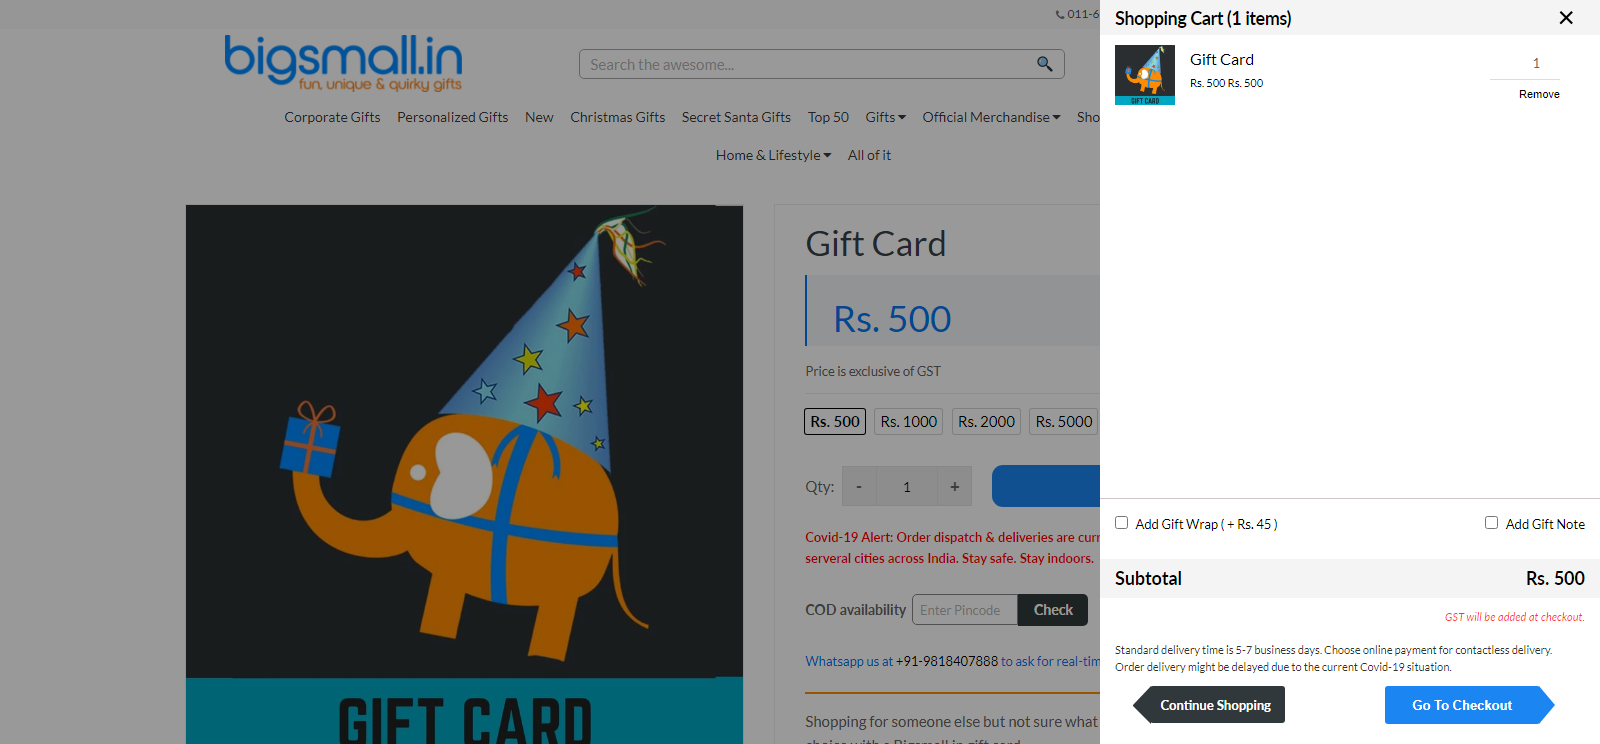 011-6
bigsmall.in
fun, unique & quirky gifts
Search the awesome...
Corporate Gifts Personalized Gifts New Christmas Gifts Secret Santa Gifts Top 50 Gifts Official Merchandise Sho
Home & Lifestyle All of it
GIFT CARD
Gift Card
Rs. 500
Price is exclusive of GST
Rs. 500 Rs. 1000 Rs. 2000 Rs. 5000
Qty: - 1 +
Covid-19 Alert: Order dispatch & deliveries are curr
serveral cities across India. Stay safe. Stay indoors.
COD availability Enter Pincode Check
Whatsapp us at +91-9818407888 to ask for real-tim
Shopping for someone else but not sure what
choice with a Bigsmall.in gift card
Shopping Cart (1 items)
GIFT CARD
Gift Card
Rs. 500 Rs. 500
1
Remove
Add Gift Wrap ( + Rs. 45 ) Add Gift Note
Subtotal Rs. 500
GST will be added at checkout.
Standard delivery time is 5-7 business days. Choose online payment for contactless delivery.
Order delivery might be delayed due to the current Covid-19 situation.
Continue Shopping Go To Checkout